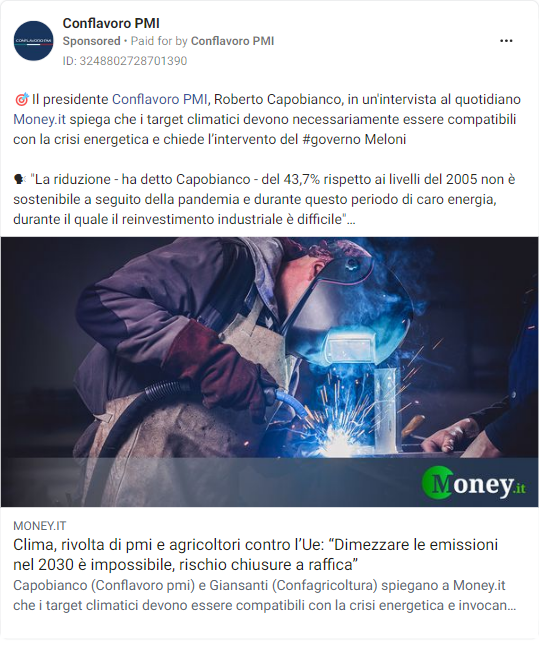 Conflavoro PMI
Sponsored • Paid for by Conflavoro PMI
ID: 3248802728701390
CONFLAVORO PMI
🎯 Il presidente Conflavoro PMI, Roberto Capobianco, in un'intervista al quotidiano
Money.it spiega che i target climatici devono necessariamente essere compatibili
con la crisi energetica e chiede l'intervento del #governo Meloni
🗣 "La riduzione - ha detto Capobianco - del 43,7% rispetto ai livelli del 2005 non è
sostenibile a seguito della pandemia e durante questo periodo di caro energia,
durante il quale il reinvestimento industriale è difficile"...
Money.it
MONEY.IT
Clima, rivolta di pmi e agricoltori contro l'Ue: “Dimezzare le emissioni
nel 2030 è impossibile, rischio chiusure a raffica”
Capobianco (Conflavoro pmi) e Giansanti (Confagricoltura) spiegano a Money.it
che i target climatici devono essere compatibili con la crisi energetica e invocan...